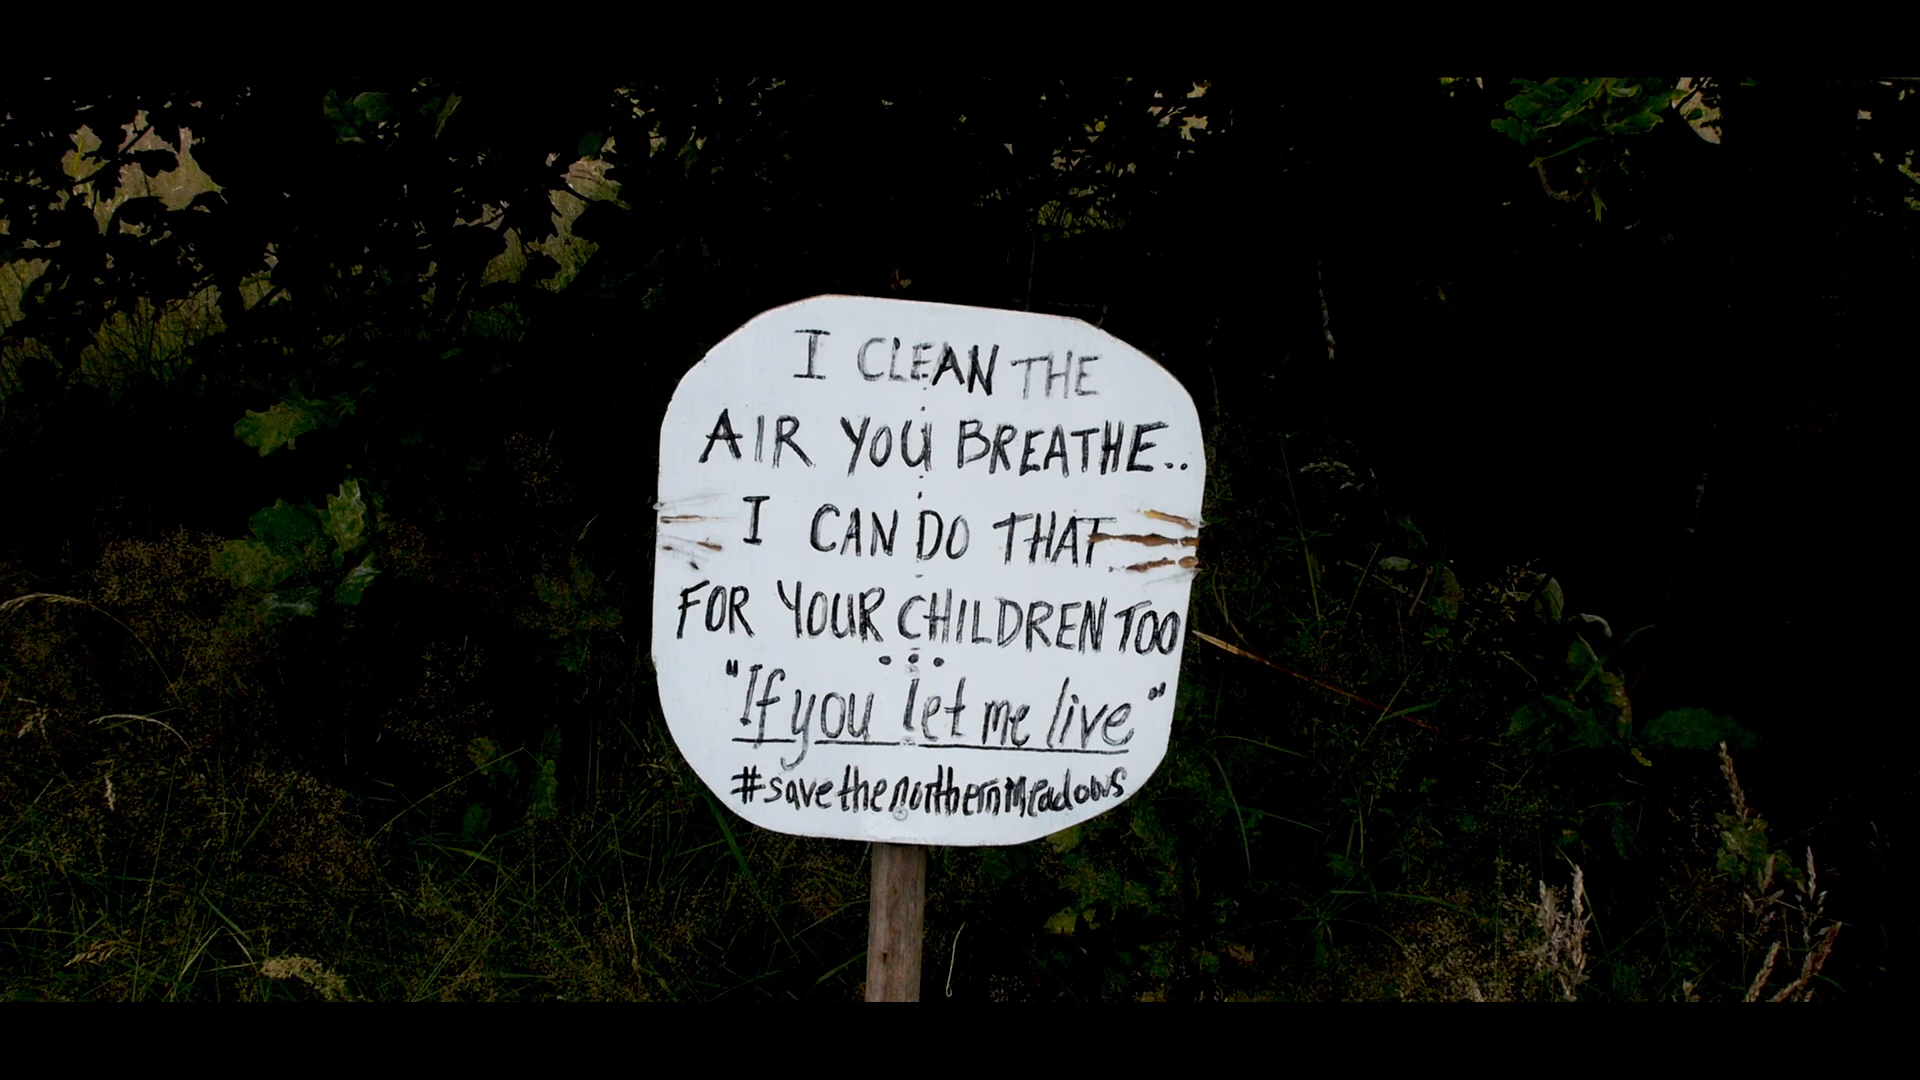 I CLEAN THE
AIR YOU BREATHE..
I CAN DO THAT
FOR YOUR CHILDREN TOO
...
"If you let me live"
#savethenorthernMeadows